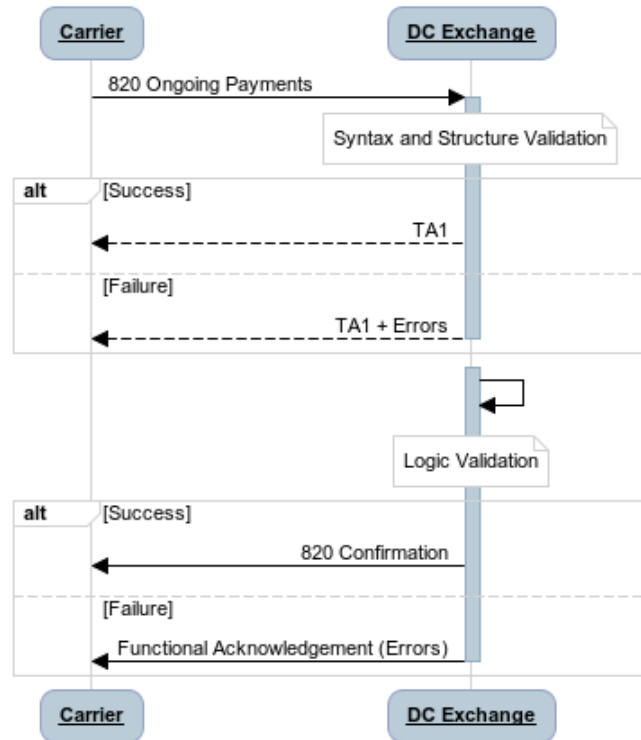 Carrier
DC Exchange
820 Ongoing Payments
Syntax and Structure Validation
alt
[Success]
TA1
[Failure]
TA1 + Errors
Logic Validation
alt
[Success]
820 Confirmation
[Failure]
Functional Acknowledgement (Errors)
Carrier
DC Exchange